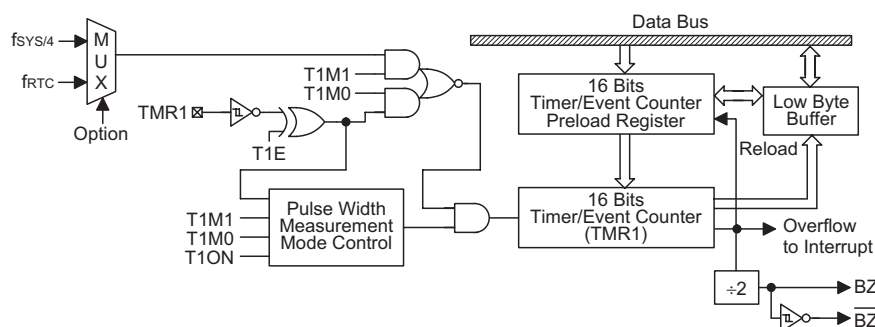 Data Bus
fSYS/4
fRTC
M
U
X
Option
T1M1
T1M0
TMR1
T1E
16 Bits
Timer/Event Counter
Preload Register
Low Byte
Buffer
Reload
T1M1
T1M0
T1ON
Pulse Width
Measurement
Mode Control
16 Bits
Timer/Event Counter
(TMR1)
Overflow
to Interrupt
÷2
BZ
BZ